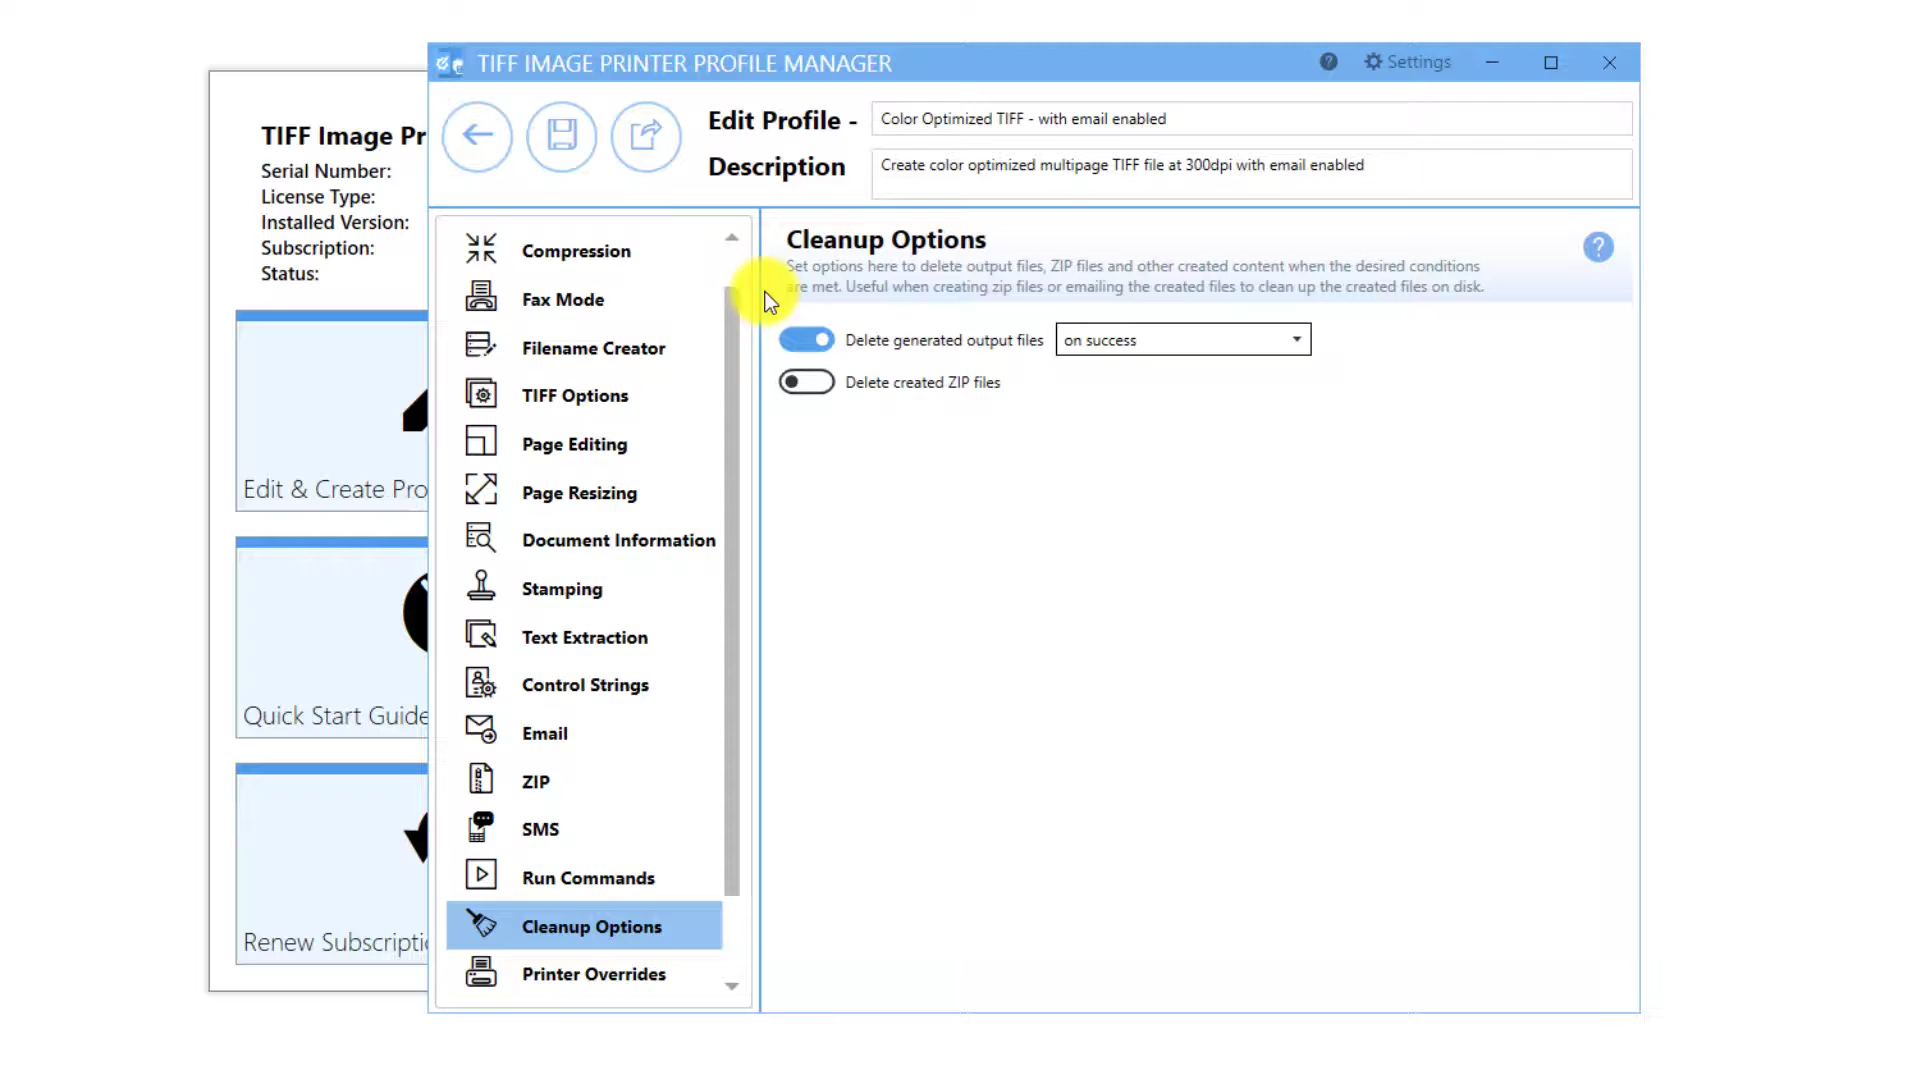 TIFF IMAGE PRINTER PROFILE MANAGER
Settings
Edit Profile -
Color Optimized TIFF - with email enabled
Description
Create color optimized multipage TIFF file at 300dpi with email enabled
TIFF Image Pr
Serial Number:
License Type:
Installed Version:
Subscription:
Status:
Edit & Create Pro
Quick Start Guide
Renew Subscripti
Compression
Fax Mode
Filename Creator
TIFF Options
Page Editing
Page Resizing
Document Information
Stamping
Text Extraction
Control Strings
Email
ZIP
SMS
Run Commands
Cleanup Options
Printer Overrides
Cleanup Options
?
Set options here to delete output files, ZIP files and other created content when the desired conditions
are met. Useful when creating zip files or emailing the created files to clean up the created files on disk.
Delete generated output files
on success
Delete created ZIP files